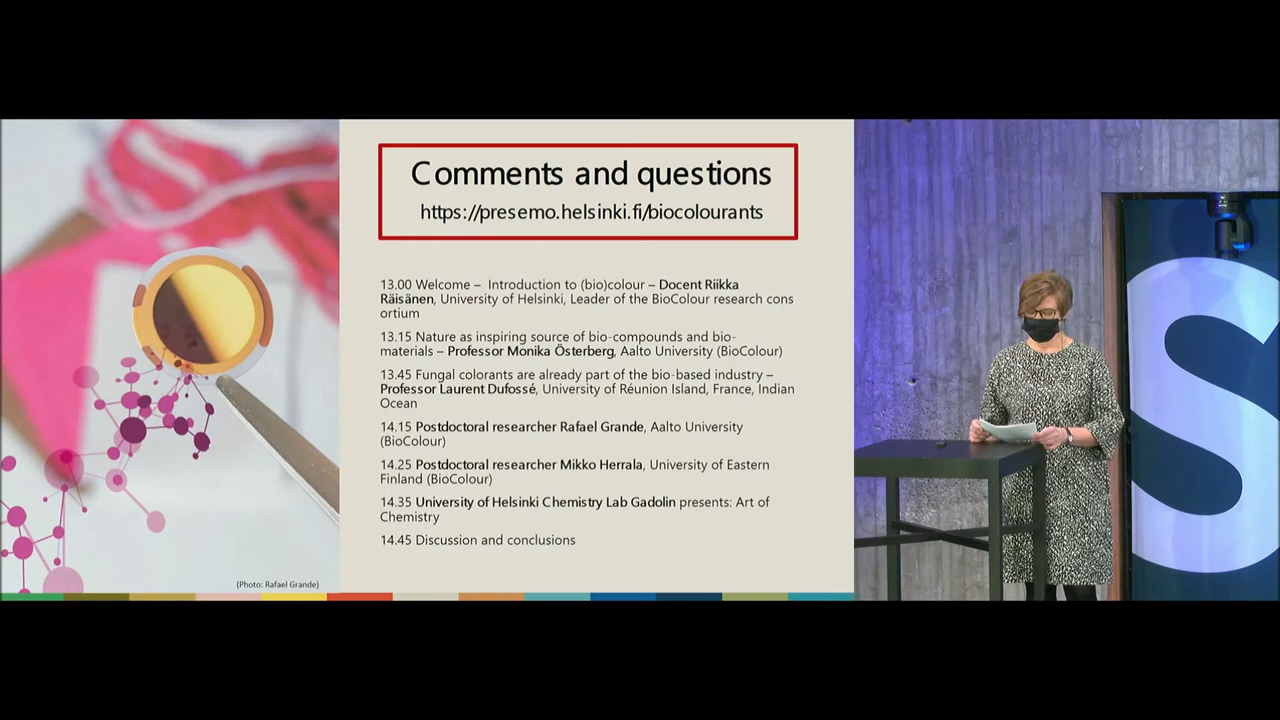 Comments and questions
https://presemo.helsinki.fi/biocolourants
13.00 Welcome – Introduction to (bio)colour – Docent Riikka
Räisänen, University of Helsinki, Leader of the BioColour research cons
ortium
13.15 Nature as inspiring source of bio-compounds and bio-
materials – Professor Monika Österberg, Aalto University (BioColour)
13.45 Fungal colorants are already part of the bio-based industry –
Professor Laurent Dufossé, University of Réunion Island, France, Indian
Ocean
14.15 Postdoctoral researcher Rafael Grande, Aalto University
(BioColour)
14.25 Postdoctoral researcher Mikko Herrala, University of Eastern
Finland (BioColour)
14.35 University of Helsinki Chemistry Lab Gadolin presents: Art of
Chemistry
14.45 Discussion and conclusions
(Photo: Rafael Grande)
S